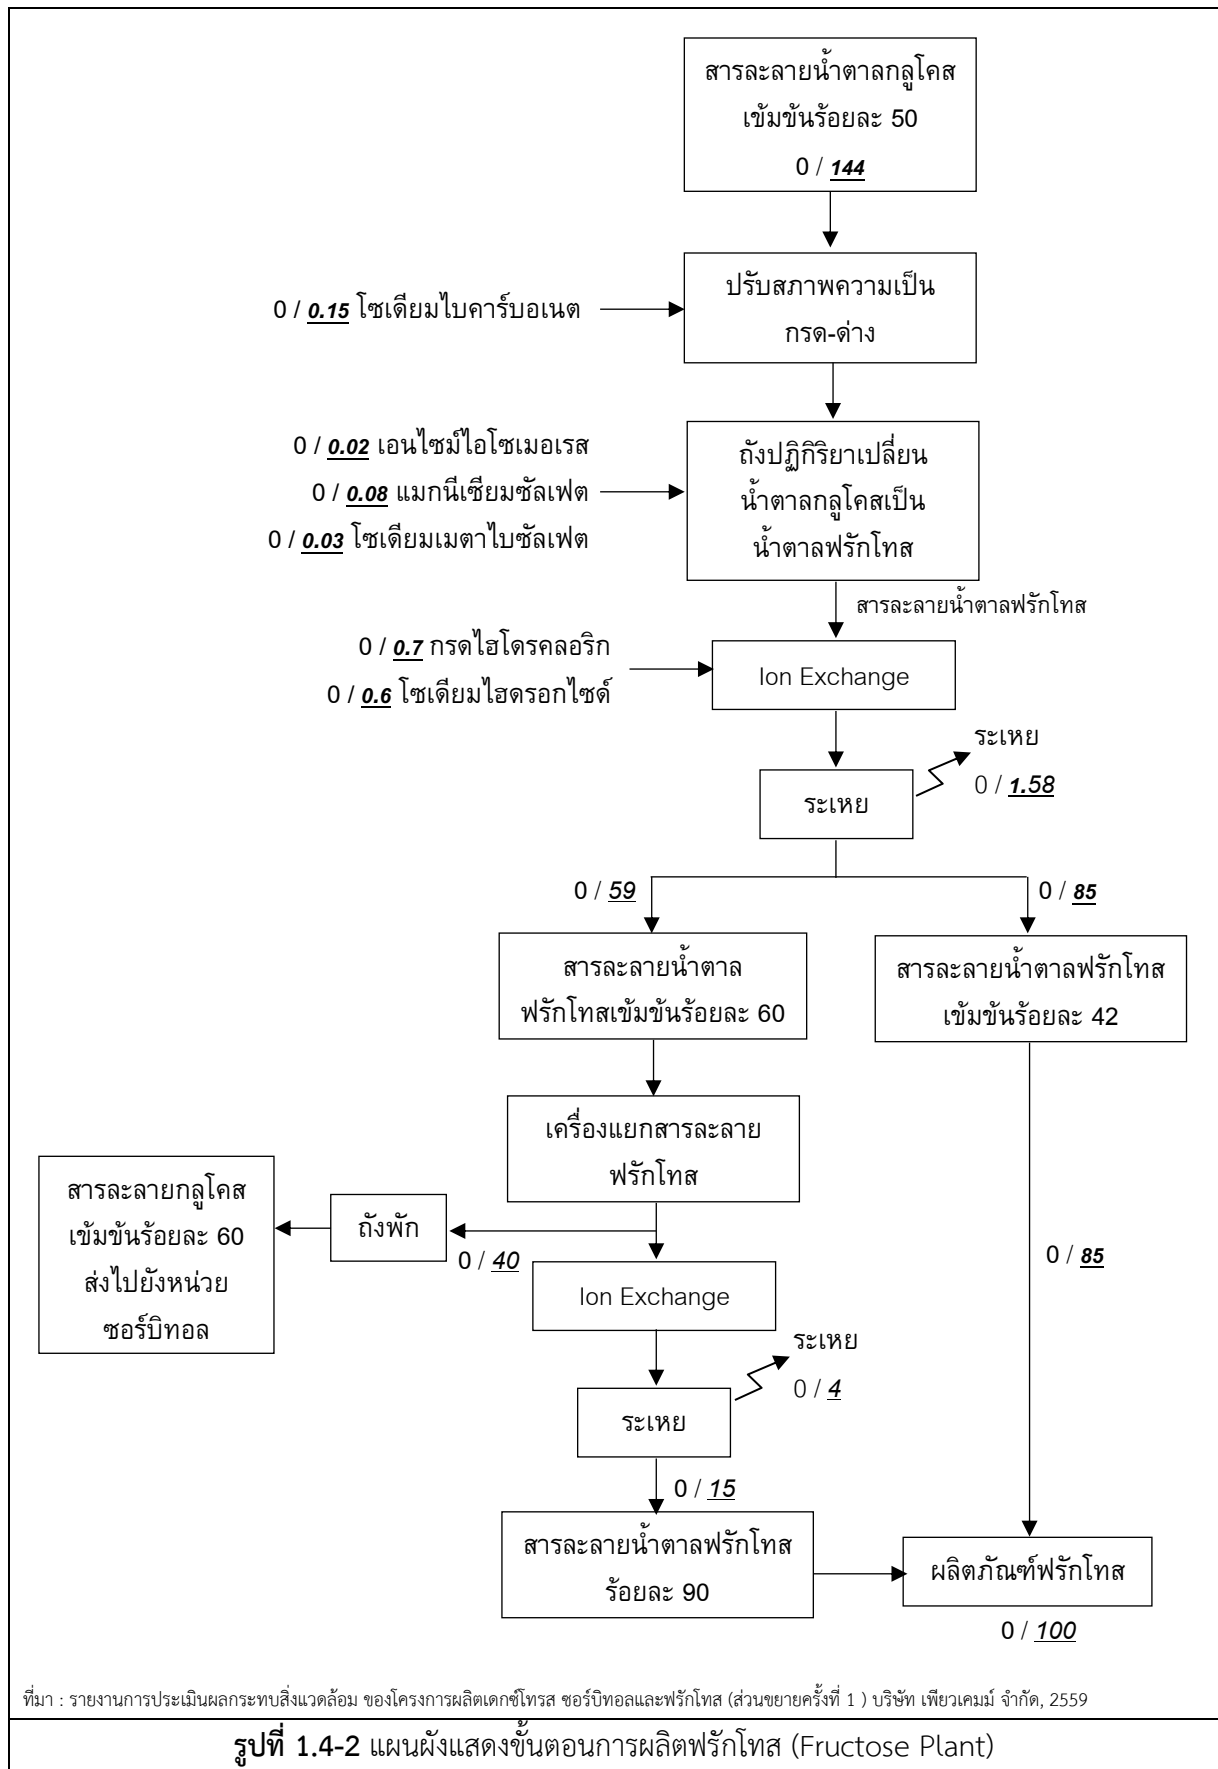 สารละลายน้ำตาลกลูโคส
เข้มข้นร้อยละ 50
0 / 144
ปรับสภาพความเป็น
กรด-ด่าง
0 / 0.15 โซเดียมไบคาร์บอเนต
0 / 0.02 เอนไซม์ไอโซเมอเรส
0 / 0.08 แมกนีเซียมซัลเฟต
0 / 0.03 โซเดียมเมตาไบซัลเฟต
ถังปฏิกิริยาเปลี่ยน
น้ำตาลกลูโคสเป็น
น้ำตาลฟรักโทส
สารละลายน้ำตาลฟรักโทส
0 / 0.7 กรดไฮโดรคลอริก
0 / 0.6 โซเดียมไฮดรอกไซด์
Ion Exchange
ระเหย
0 / 1.58
ระเหย
0 / 59
0 / 85
สารละลายน้ำตาล
ฟรักโทสเข้มข้นร้อยละ 60
สารละลายน้ำตาลฟรักโทส
เข้มข้นร้อยละ 42
เครื่องแยกสารละลาย
ฟรักโทส
สารละลายกลูโคส
เข้มข้นร้อยละ 60
ส่งไปยังหน่วย
ซอร์บิทอล
ถังพัก
0 / 40
0 / 85
Ion Exchange
ระเหย
0 / 4
ระเหย
0 / 15
สารละลายน้ำตาลฟรักโทส
ร้อยละ 90
ผลิตภัณฑ์ฟรักโทส
0 / 100
ที่มา : รายงานการประเมินผลกระทบสิ่งแวดล้อม ของโครงการผลิตเดกซ์โทรส ซอร์บิทอลและฟรักโทส (ส่วนขยายครั้งที่ 1 ) บริษัท เพียวเคมม์ จำกัด, 2559
รูปที่ 1.4-2 แผนผังแสดงขั้นตอนการผลิตฟรักโทส (Fructose Plant)